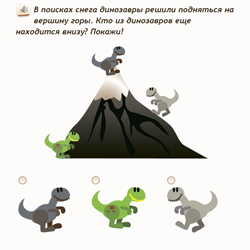 В поисках снега динозавры решили подняться на
вершину горы. Кто из динозавров еще
находится внизу? Покажи!